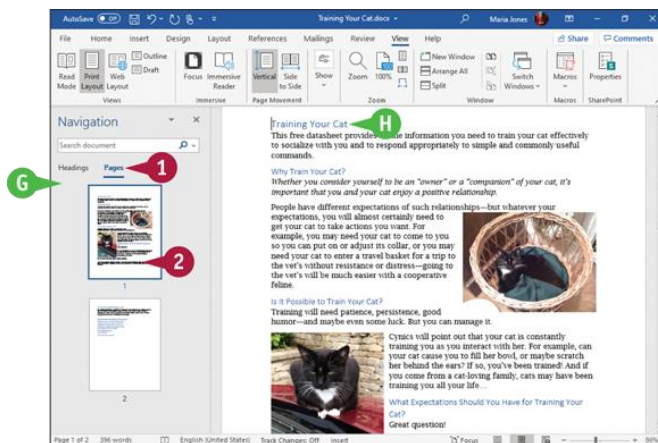 AutoSave Off Training Your Cat.docx Maria Jones
File Home Insert Design Layout References Mailings Review View Help Share Comments
Read Mode
Print Layout
Web Layout
Outline
Draft
Views
Focus
Immersive Reader
Immersive
Vertical
Side to Side
Page Movement
Show
Zoom
100%
Zoom
New Window
Arrange All
Split
Switch Windows
Window
Macros
Macros
Properties
SharePoint
Navigation
Search document
Headings Pages
1
G
2
1
2
H
Training Your Cat
This free datasheet provides the information you need to train your cat effectively
to socialize with you and to respond appropriately to simple and commonly useful
commands.
Why Train Your Cat?
Whether you consider yourself to be an "owner" or a "companion" of your cat, it's
important that you and your cat enjoy a positive relationship.
People have different expectations of such relationships—but whatever your
expectations, you will almost certainly need to
get your cat to take actions you want. For
example, you may need your cat to come to you
so you can put on or adjust its collar, or you may
need your cat to enter a travel basket for a trip to
the vet's without resistance or distress—going to
the vet's will be much easier with a cooperative
feline.
Is It Possible to Train Your Cat?
Training will need patience, persistence, good
humor—and maybe even some luck. But you can manage it.
Cynics will point out that your cat is constantly
training you as you interact with her. For example, can
your cat cause you to fill her bowl, or maybe scratch
her behind the ears? If so, you've been trained! And if
you come from a cat-loving family, cats may have been
training you all your life…
What Expectations Should You Have for Training Your
Cat?
Great question!
Page 1 of 2 396 words English (United States) Track Changes: Off Insert Focus 90%